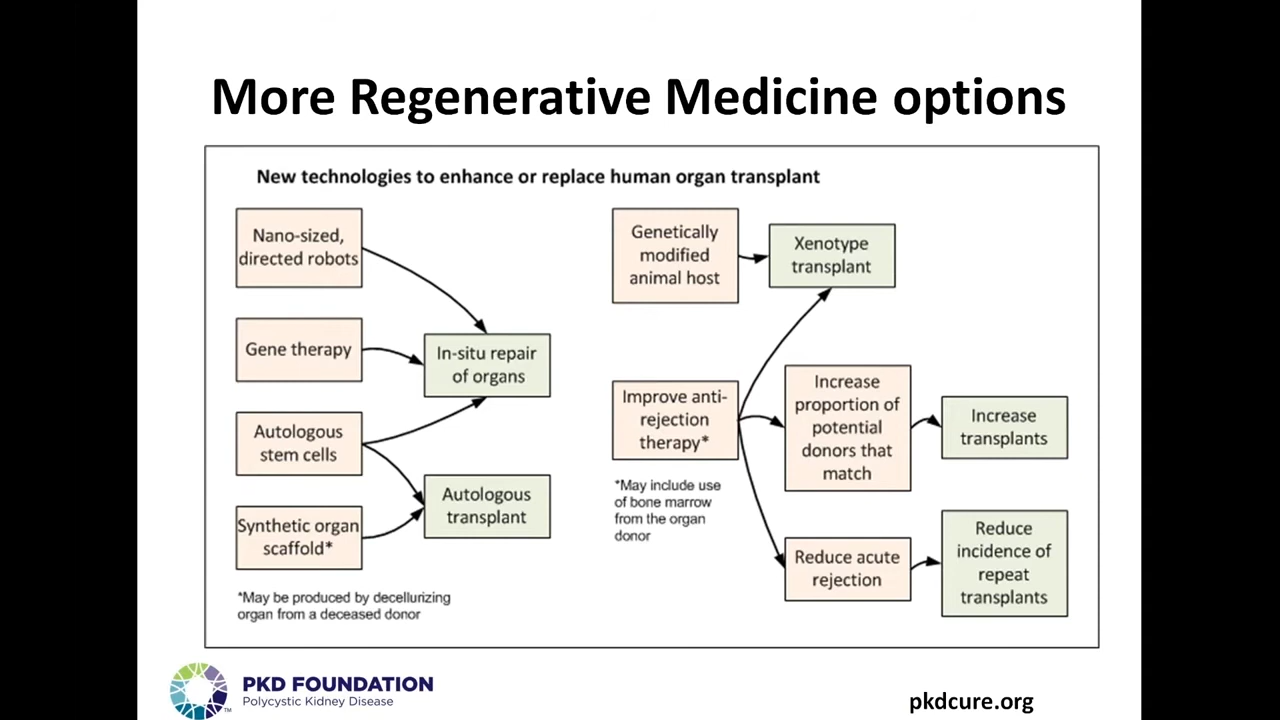 More Regenerative Medicine options
New technologies to enhance or replace human organ transplant
Nano-sized,
directed robots
Gene therapy
Autologous
stem cells
Synthetic organ
scaffold*
*May be produced by decellurizing
organ from a deceased donor
In-situ repair
of organs
Autologous
transplant
Genetically
modified
animal host
Xenotype
transplant
Improve anti-
rejection
therapy*
*May include use
of bone marrow
from the organ
donor
Increase
proportion of
potential
donors that
match
Increase
transplants
Reduce acute
rejection
Reduce
incidence of
repeat
transplants
PKD FOUNDATION
Polycystic Kidney Disease
TM
pkdcure.org